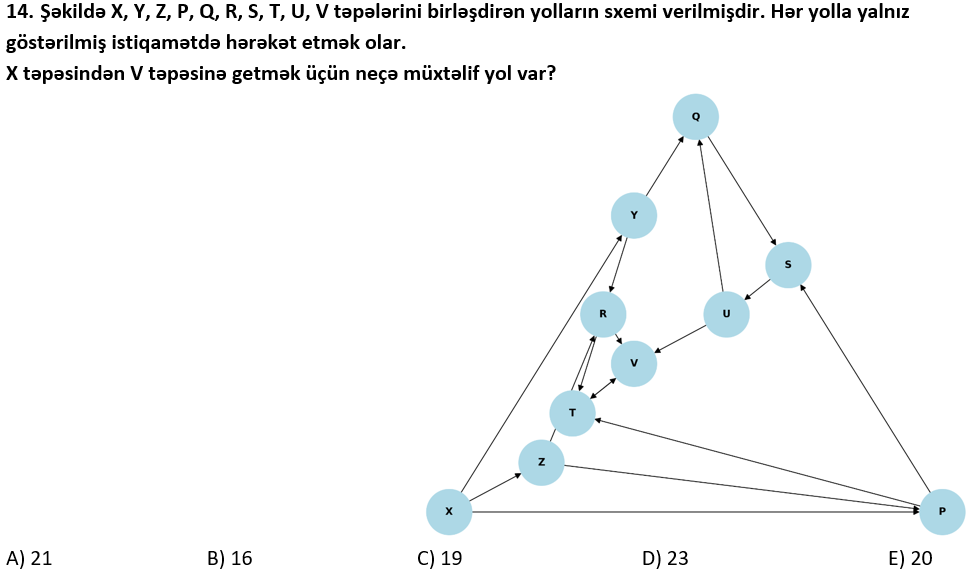 14. Şəkildə X, Y, Z, P, Q, R, S, T, U, V təpələrini birləşdirən yolların sxemi verilmişdir. Hər yolla yalnız
göstərilmiş istiqamətdə hərəkət etmək olar.
X təpəsindən V təpəsinə getmək üçün neçə müxtəlif yol var?
Q
Y
S
R
U
V
T
Z
X
P
A) 21 B) 16 C) 19 D) 23 E) 20